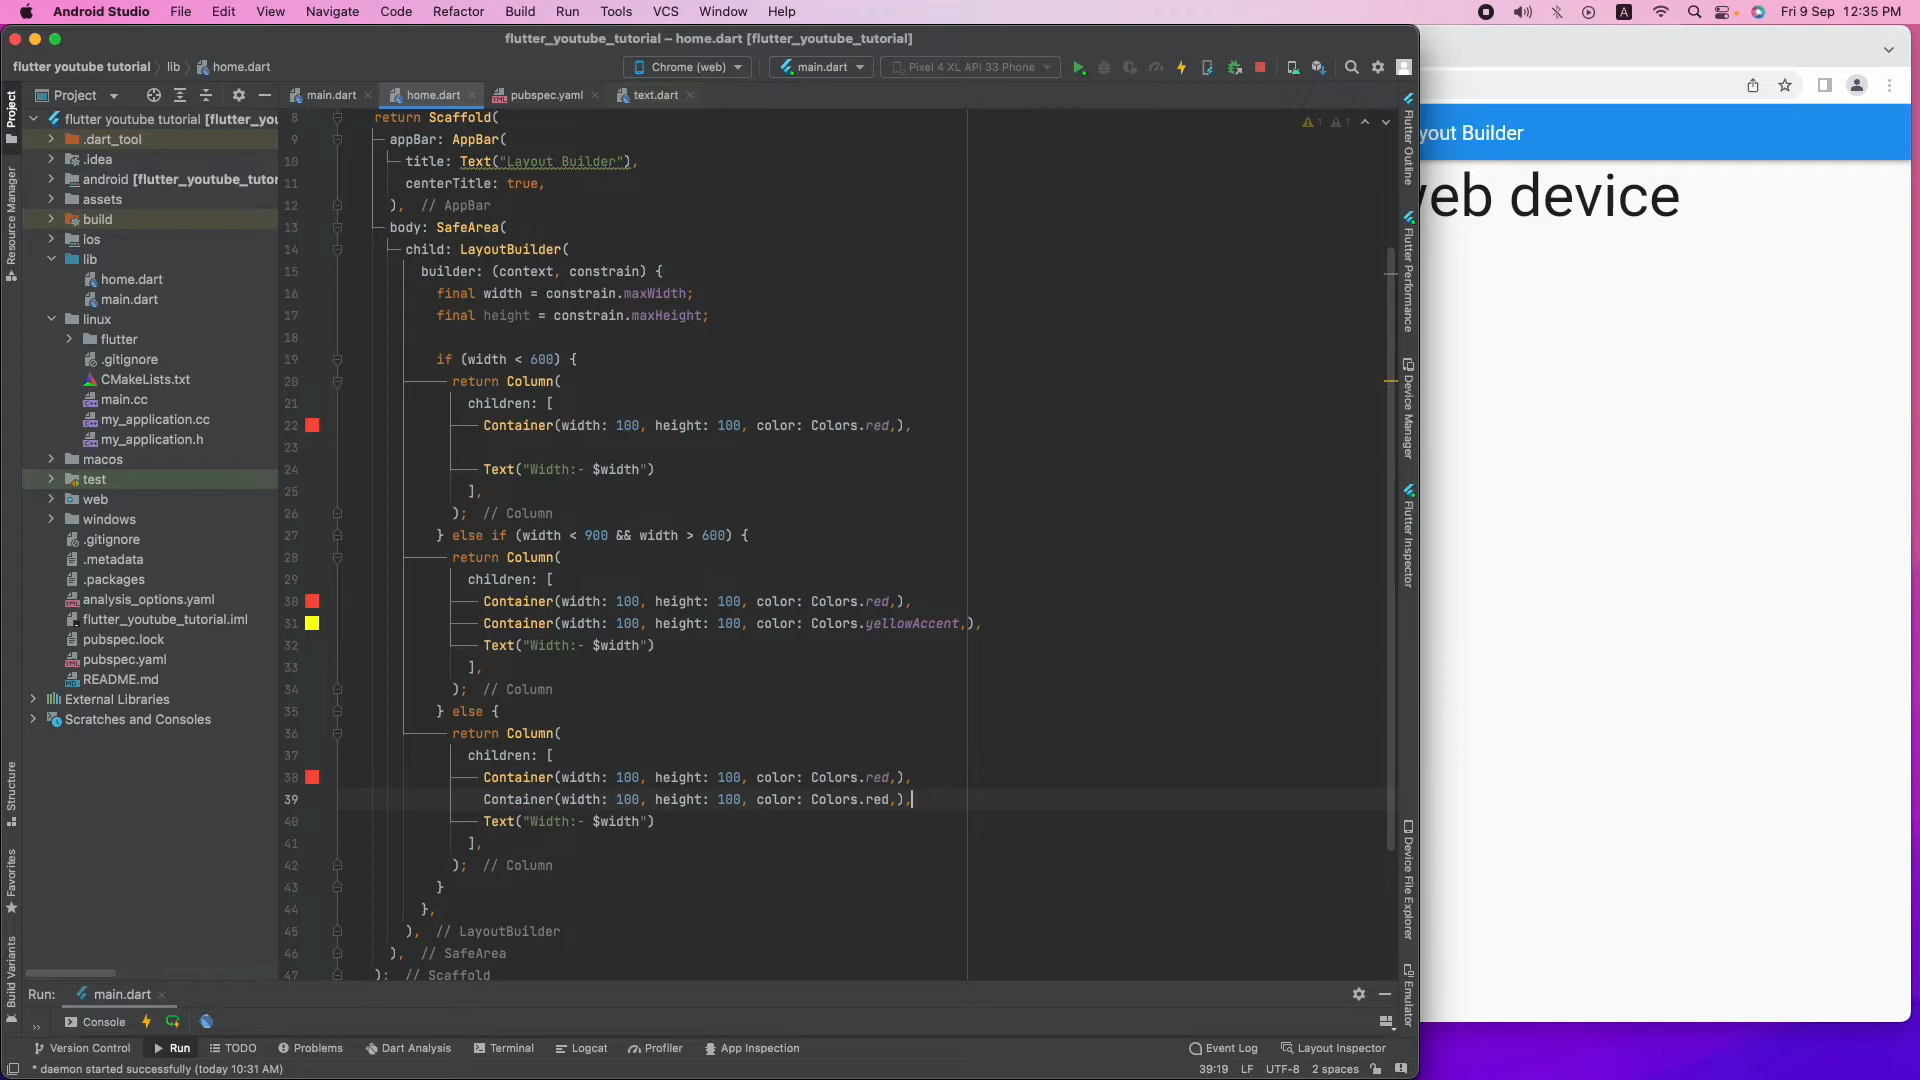 Android Studio File Edit View Navigate Code Refactor Build Run Tools VCS Window Help A Fri 9 Sep 12:35 PM
flutter_youtube_tutorial – home.dart [flutter_youtube_tutorial]
flutter youtube tutorial lib home.dart Chrome (web) main.dart Pixel 4 XL API 33 Phone
Project main.dart home.dart pubspec.yaml text.dart
flutter youtube tutorial [flutter_you
.dart_tool
.idea
android [flutter_youtube_tutor
assets
build
ios
lib
home.dart
main.dart
linux
flutter
.gitignore
CMakeLists.txt
main.cc
my_application.cc
my_application.h
macos
test
web
windows
.gitignore
.metadata
.packages
analysis_options.yaml
flutter_youtube_tutorial.iml
pubspec.lock
pubspec.yaml
README.md
External Libraries
Scratches and Consoles
Project
Resource Manager
Structure
Favorites
Build Variants
8 return Scaffold(
9 appBar: AppBar(
10 title: Text("Layout Builder"),
11 centerTitle: true,
12 ), // AppBar
13 body: SafeArea(
14 child: LayoutBuilder(
15 builder: (context, constrain) {
16 final width = constrain.maxWidth;
17 final height = constrain.maxHeight;
18
19 if (width < 600) {
20 return Column(
21 children: [
22 Container(width: 100, height: 100, color: Colors.red,),
23
24 Text("Width:- $width")
25 ],
26 ); // Column
27 } else if (width < 900 && width > 600) {
28 return Column(
29 children: [
30 Container(width: 100, height: 100, color: Colors.red,),
31 Container(width: 100, height: 100, color: Colors.yellowAccent,),
32 Text("Width:- $width")
33 ],
34 ); // Column
35 } else {
36 return Column(
37 children: [
38 Container(width: 100, height: 100, color: Colors.red,),
39 Container(width: 100, height: 100, color: Colors.red,),
40 Text("Width:- $width")
41 ],
42 ); // Column
43 }
44 },
45 ), // LayoutBuilder
46 ), // SafeArea
47 ); // Scaffold
1 1
Flutter Outline
Flutter Performance
Device Manager
Flutter Inspector
Device File Explorer
Emulator
yout Builder
veb device
Run: main.dart
Console
Version Control Run TODO Problems Dart Analysis Terminal Logcat Profiler App Inspection Event Log Layout Inspector
* daemon started successfully (today 10:31 AM) 39:19 LF UTF-8 2 spaces